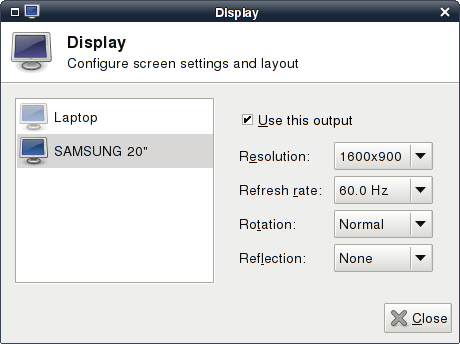 Display
Display
Configure screen settings and layout
Laptop
SAMSUNG 20"
Use this output
Resolution: 1600x900
Refresh rate: 60.0 Hz
Rotation: Normal
Reflection: None
Close